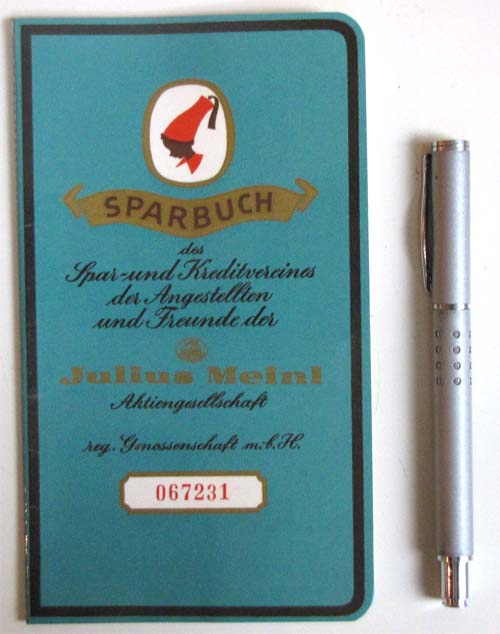 SPARBUCH
des
Spar- und Kreditvereines
der Angestellten
und Freunde der
Julius Meinl
Aktiengesellschaft
reg. Genossenschaft m. b. H.
067231